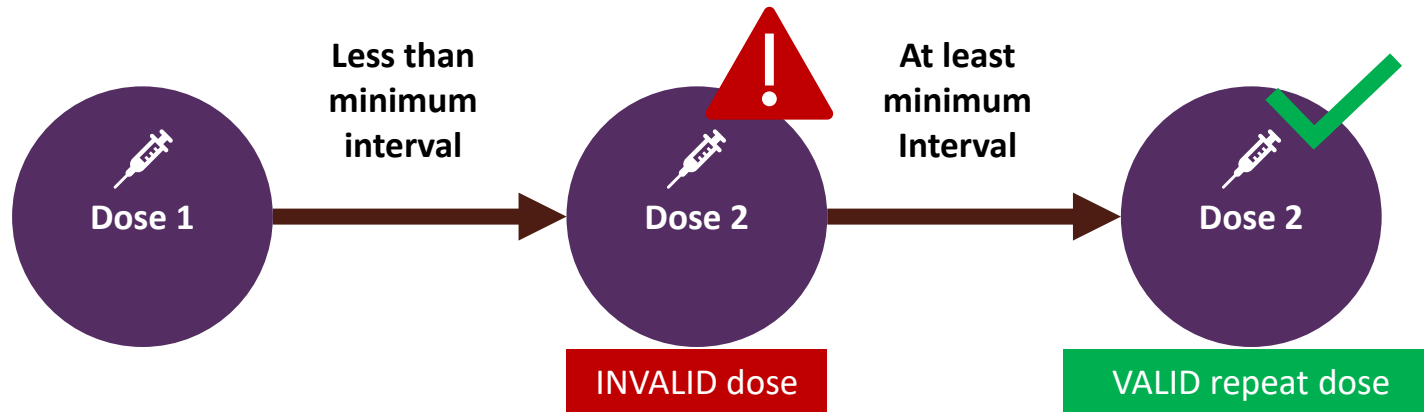 Less than
minimum
interval
At least
minimum
Interval
Dose 1
Dose 2
Dose 2
INVALID dose
VALID repeat dose